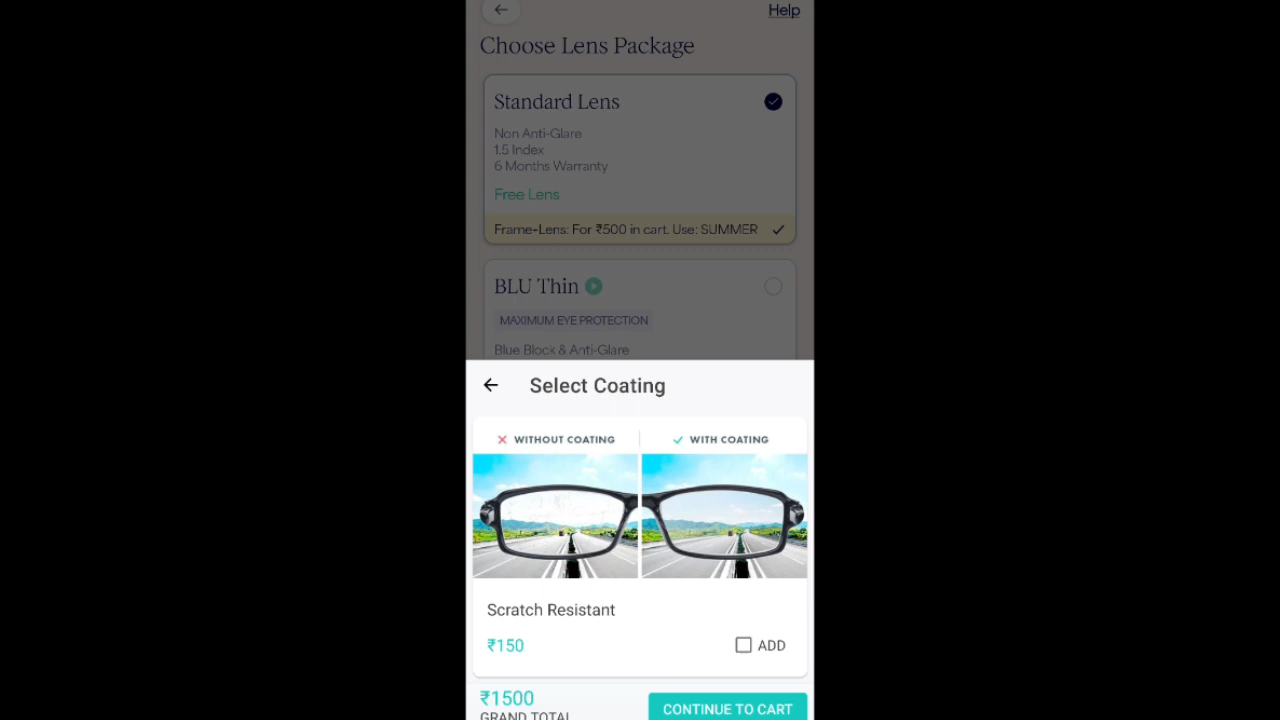 Help
Choose Lens Package
Standard Lens
Non Anti-Glare
1.5 Index
6 Months Warranty
Free Lens
Frame+Lens: For ₹500 in cart. Use: SUMMER
BLU Thin
MAXIMUM EYE PROTECTION
Blue Block & Anti-Glare
Select Coating
WITHOUT COATING
WITH COATING
Scratch Resistant
₹150
ADD
₹1500
GRAND TOTAL
CONTINUE TO CART